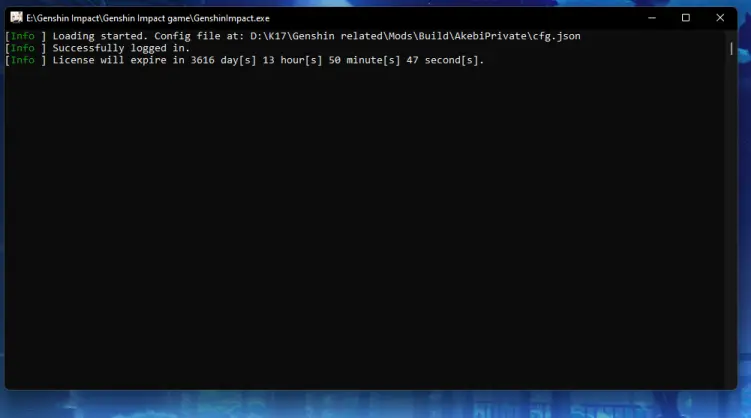 E:\Genshin Impact\Genshin Impact game\GenshinImpact.exe
[Info ] Loading started. Config file at: D:\K17\Genshin related\Mods\Build\AkebiPrivate\cfg.json
[Info ] Successfully logged in.
[Info ] License will expire in 3616 day[s] 13 hour[s] 50 minute[s] 47 second[s].